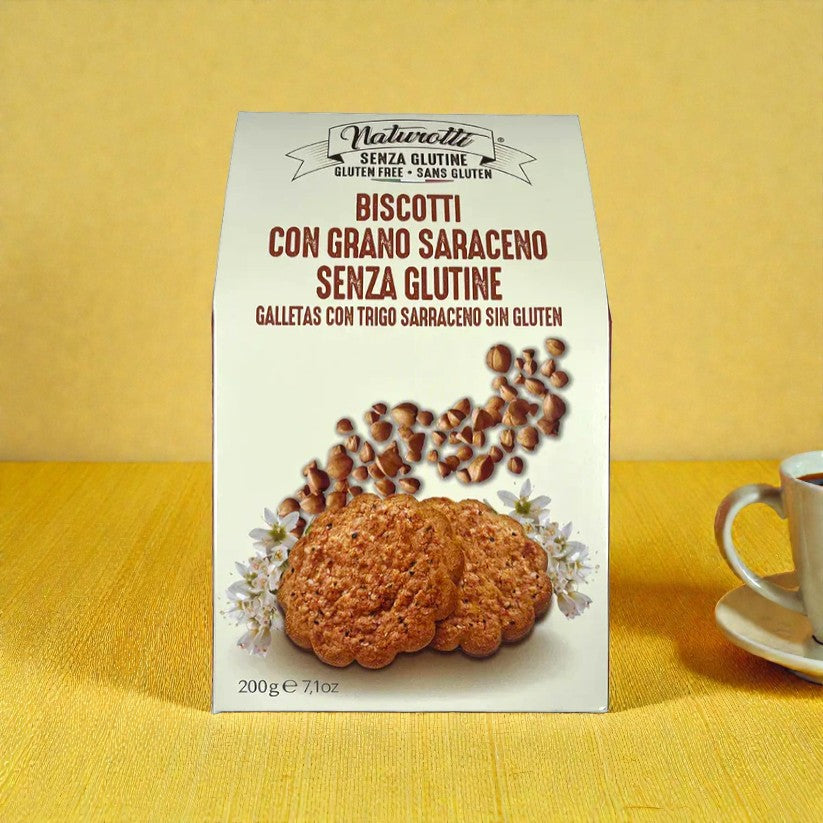 Naturotti®
SENZA GLUTINE
GLUTEN FREE • SANS GLUTEN
BISCOTTI
CON GRANO SARACENO
SENZA GLUTINE
GALLETAS CON TRIGO SARRACENO SIN GLUTEN
200g ℮ 7,1oz